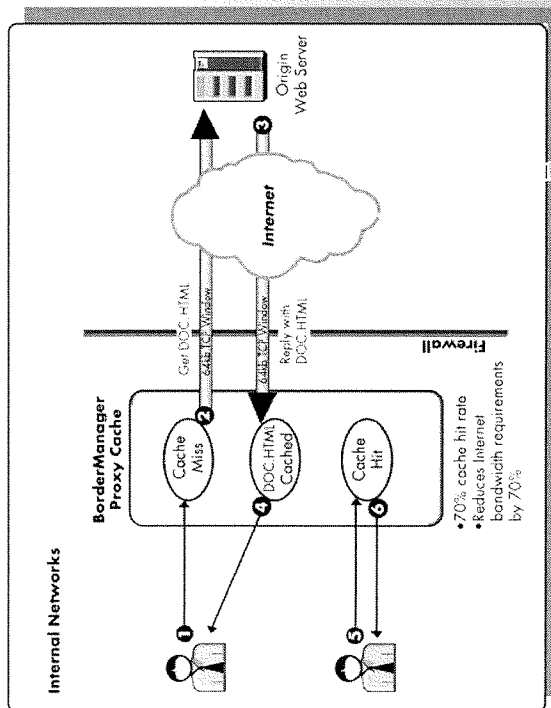 Internal Networks
BorderManager
Proxy Cache
1
Cache
Miss
2
Get DOC.HTML
64kb TCP Window
Origin
Web Server
3
Internet
64kb TCP Window
Reply with
DOC.HTML
4
DOC.HTML
Cached
5
Cache
Hit
6
Firewall
•70% cache hit rate
•Reduces Internet
bandwidth requirements
by 70%